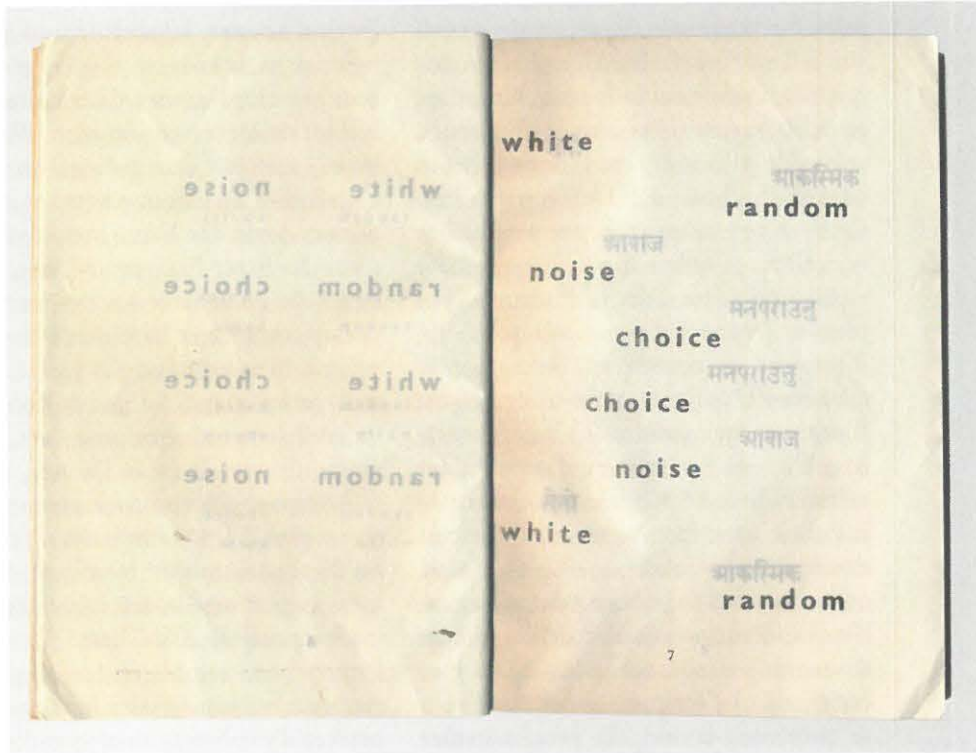 white noise
random choice
white choice
random noise
white
आकस्मिक
random
आवाज
noise
मनपराउनु
choice
मनपराउनु
choice
आवाज
noise
सेतो
white
आकस्मिक
random
7